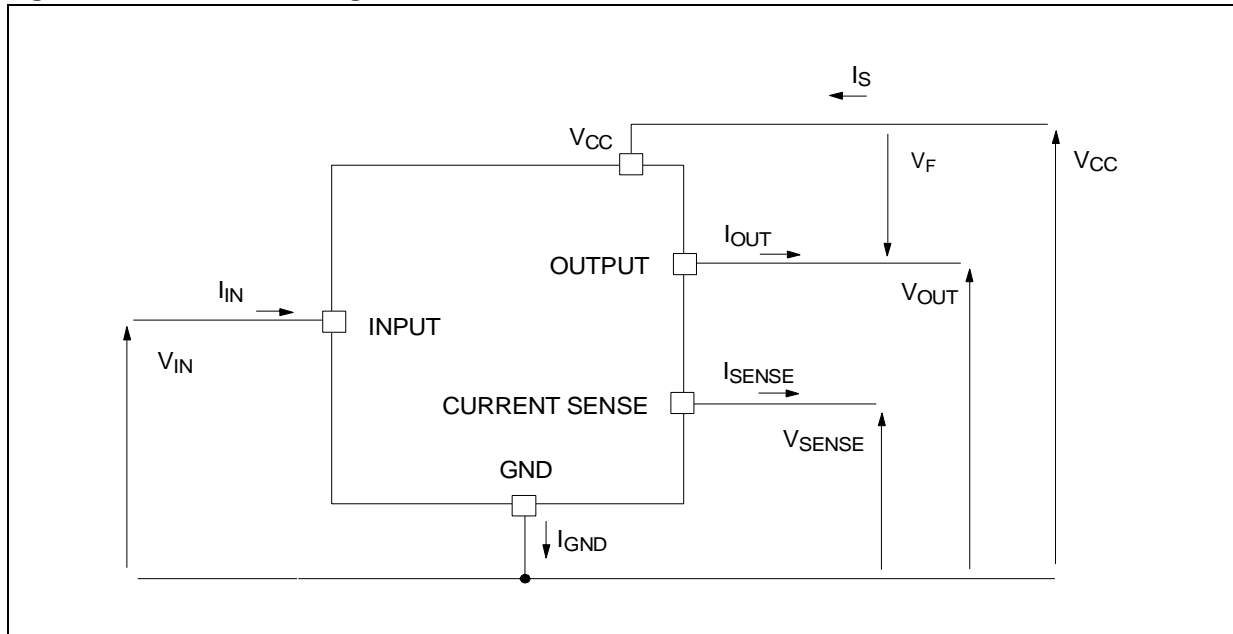 IS
VCC
VF
VCC
IOUT
OUTPUT
VOUT
IIN
INPUT
VIN
ISENSE
CURRENT SENSE
VSENSE
GND
IGND